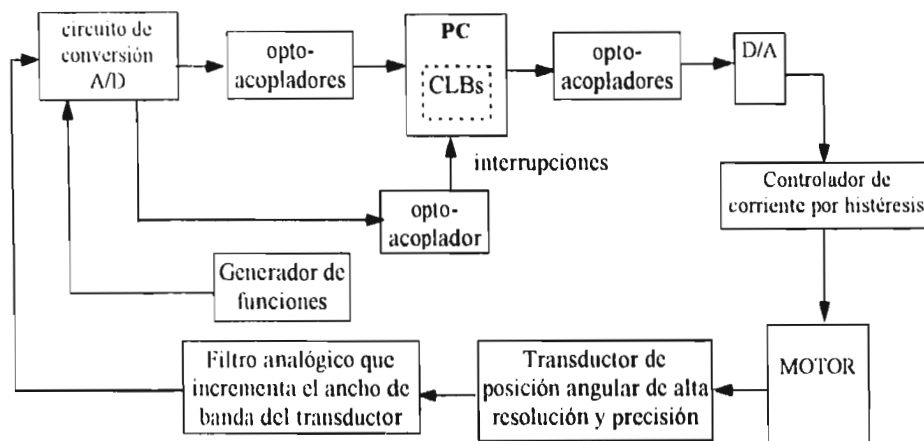 circuito de
conversión
A/D
opto-
acopladores
PC
CLBs
opto-
acopladores
D/A
interrupciones
opto-
acoplador
Controlador de
corriente por histéresis
Generador de
funciones
Filtro analógico que
incrementa el ancho de
banda del transductor
Transductor de
posición angular de alta
resolución y precisión
MOTOR